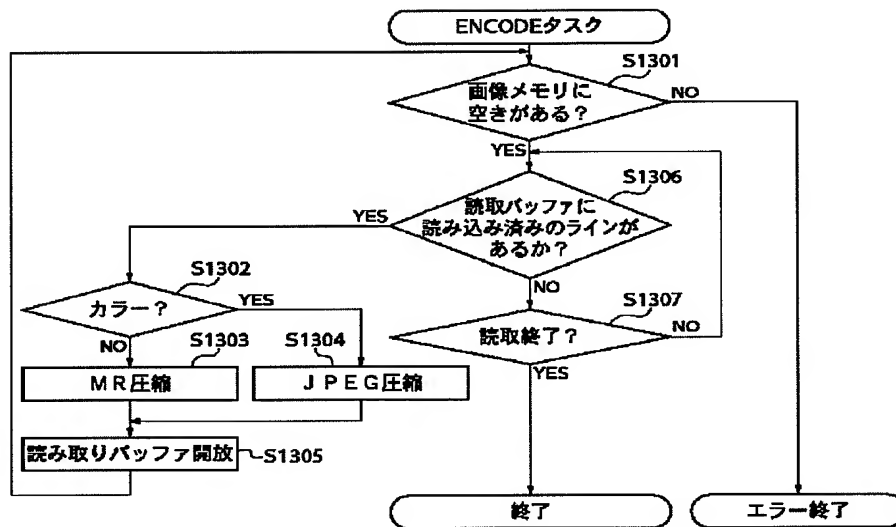 ENCODEタスク
S1301
画像メモリに
空きがある？
NO
YES
S1306
読取バッファに
読み込み済みのラインが
あるか？
YES
NO
S1302
カラー？
YES
NO
S1307
読取終了？
NO
YES
S1303
MR圧縮
S1304
JPEG圧縮
読み取りバッファ開放
S1305
終了
エラー終了